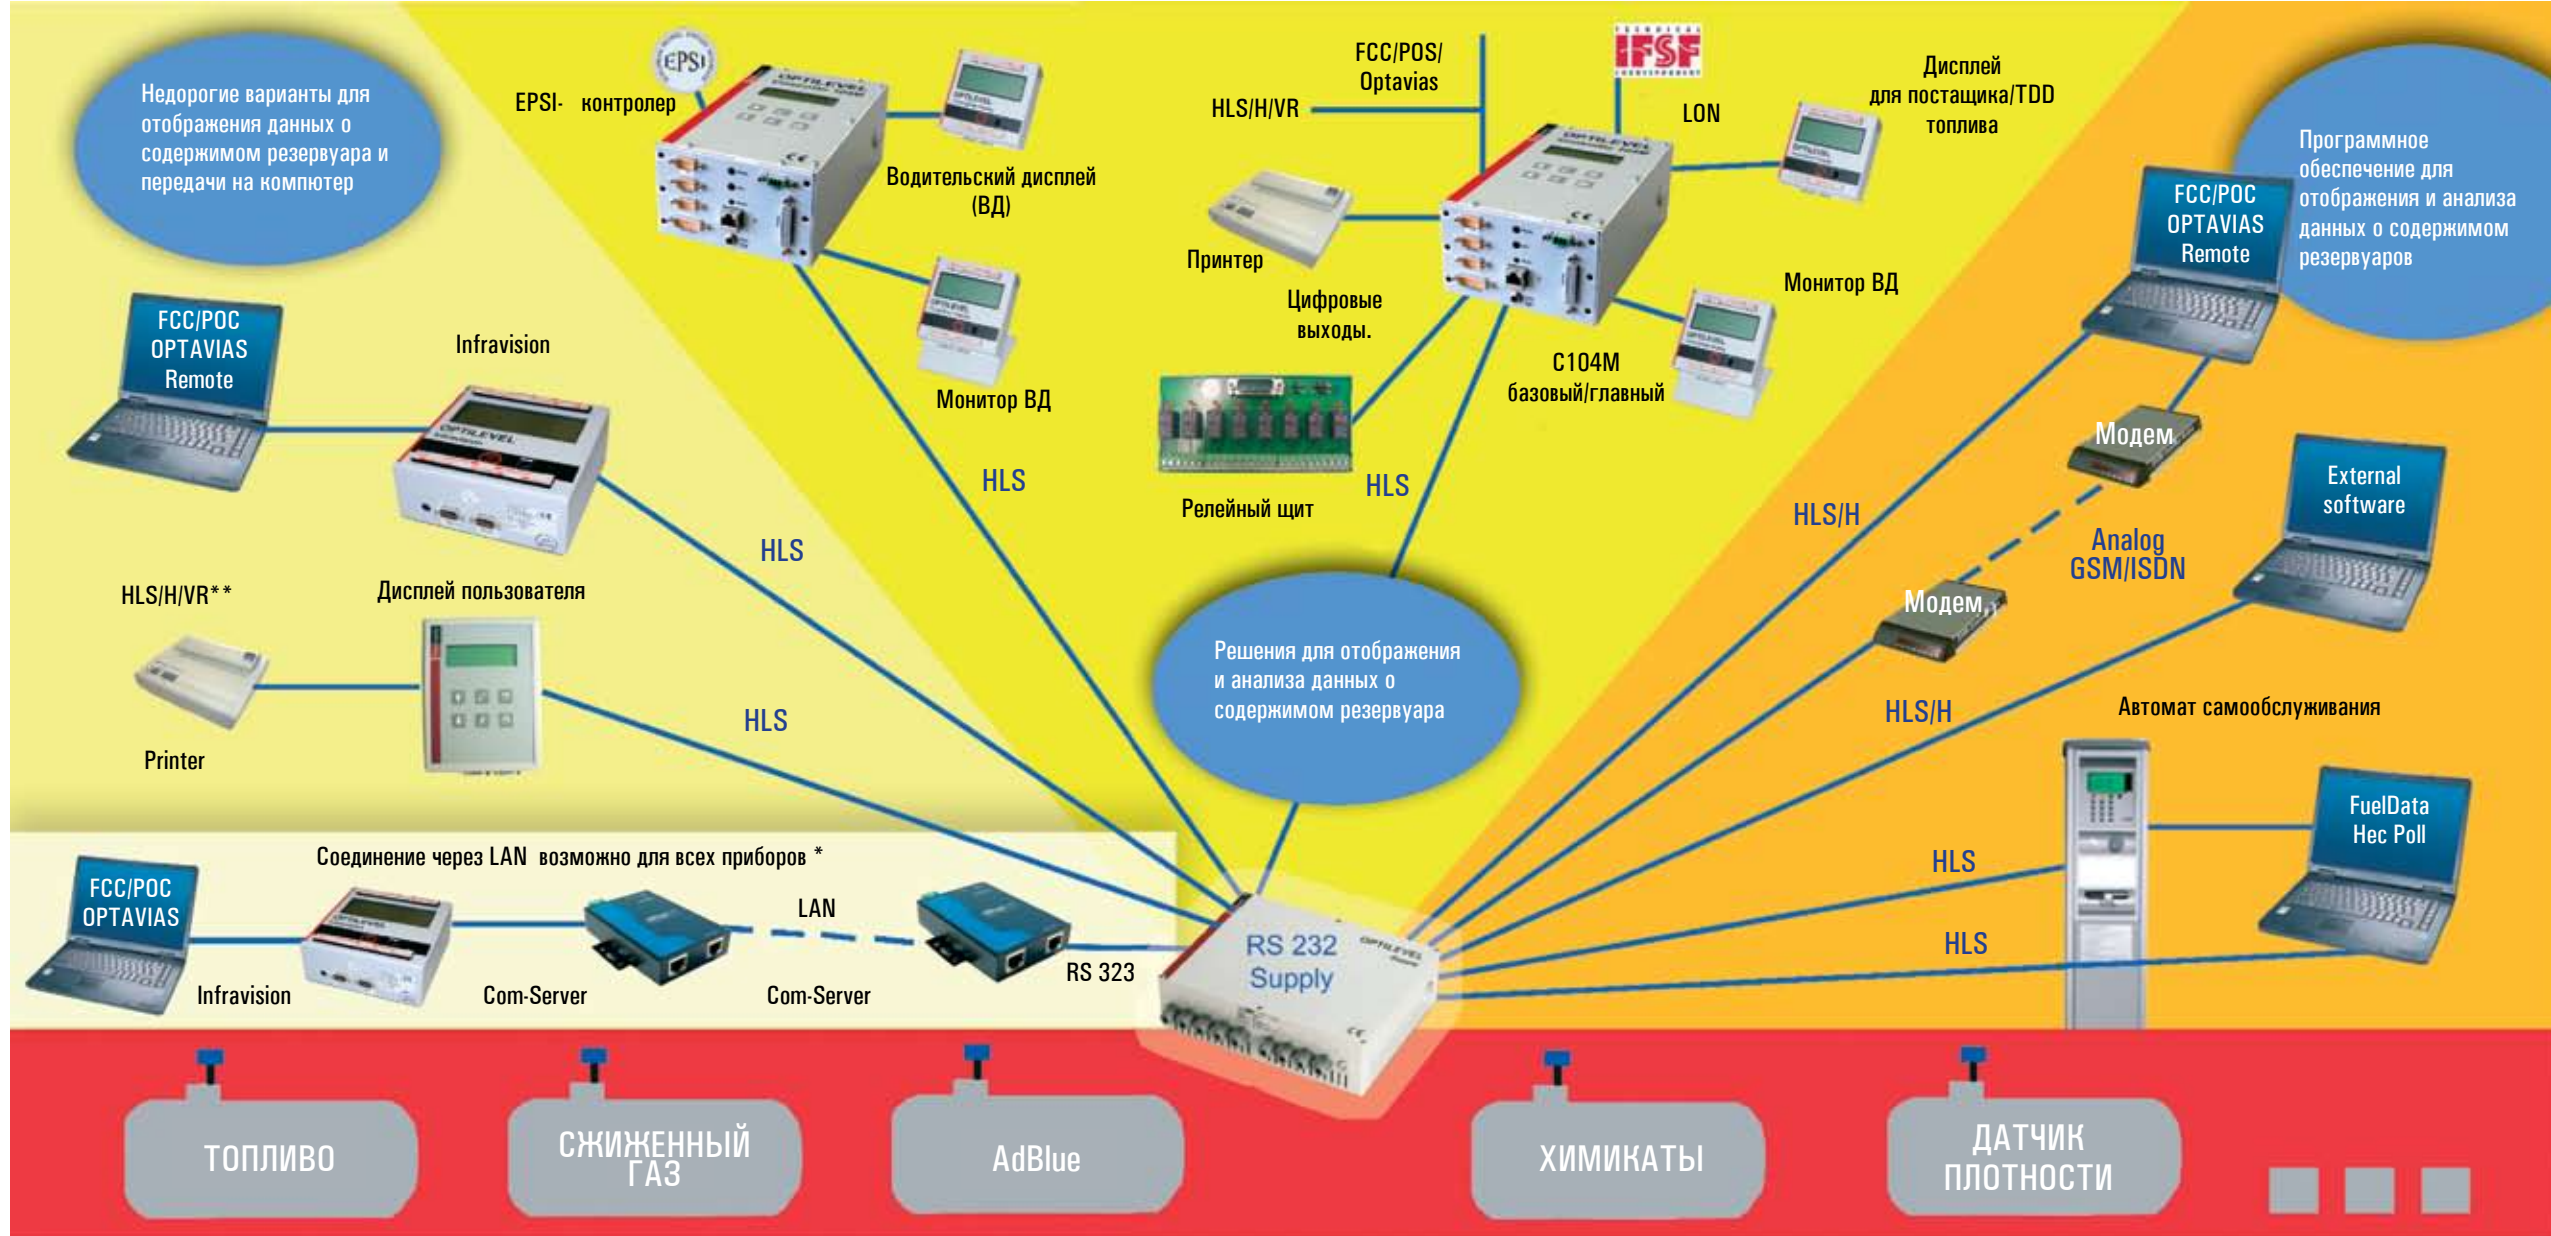 Недорогие варианты для
отображения данных о
содержимом резервуара и
передачи на компютер
EPSI
EPSI- контролер
OPTILEVEL
Водительский дисплей
(ВД)
Монитор ВД
FCC/POS/
Optavias
HLS/H/VR
IFSF
LON
Дисплей
для постащика/TDD
топлива
Принтер
Цифровые
выходы.
OPTILEVEL
Монитор ВД
C104M
базовый/главный
Релейный щит
HLS
HLS
Программное
обеспечение для
отображения и анализа
данных о содержимом
резервуаров
FCC/POC
OPTAVIAS
Remote
Модем
External
software
HLS/H
Analog
GSM/ISDN
Модем
HLS/H
FCC/POC
OPTAVIAS
Remote
Infravision
OPTILEVEL
HLS
HLS/H/VR**
Дисплей пользователя
Printer
HLS
Решения для отображения
и анализа данных о
содержимом резервуара
Автомат самообслуживания
FuelData
Hec Poll
HLS
HLS
Соединение через LAN возможно для всех приборов *
FCC/POC
OPTAVIAS
Infravision
Com-Server
LAN
Com-Server
RS 323
RS 232
Supply
OPTILEVEL
ТОПЛИВО
СЖИЖЕННЫЙ
ГАЗ
AdBlue
ХИМИКАТЫ
ДАТЧИК
ПЛОТНОСТИ